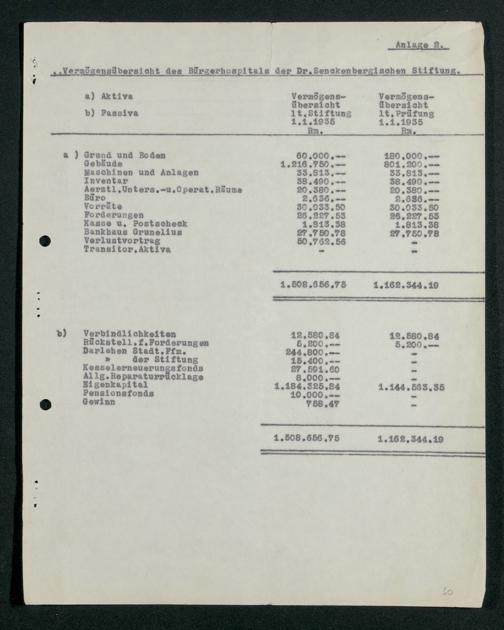 Anlage 2.
..Vermögensübersicht des Bürgerhospitals der Dr.Senckenbergischen Stiftung.
a) Aktiva Vermögens- Vermögens-
übersicht übersicht
b) Passiva lt.Stiftung lt.Prüfung
1.1.1935 1.1.1935
Rm. Rm.
a ) Grund und Boden 60.000.-- 180.000.--
Gebäude 1.216.750.-- 801.200.--
Maschinen und Anlagen 33.813.-- 33.813.--
Inventar 38.490.-- 38.490.--
Aerztl.Unters.-u.Operat.Räume 20.380.-- 20.380.--
Büro 2.636.-- 2.636.--
Vorräte 30.033.50 30.033.50
Forderungen 26.227.53 26.227.53
Kasse u. Postscheck 1.813.38 1.813.38
Bankhaus Grunelius 27.750.78 27.750.78
Verlustvortrag 50.762.56 -
Transitor.Aktiva - -
1.508.656.75 1.162.344.19
b) Verbindlichkeiten 12.580.84 12.580.84
Rückstell.f.Forderungen 5.200.-- 5.200.--
Darlehen Stadt.Ffm. 244.800.-- -
" der Stiftung 15.400.-- -
Kesselerneuerungsfonds 27.591.60 -
Allg.Reparaturrücklage 8.000.-- -
Eigenkapital 1.184.325.84 1.144.563.35
Pensionsfonds 10.000.-- -
Gewinn 758.47 -
1.508.656.75 1.162.344.19